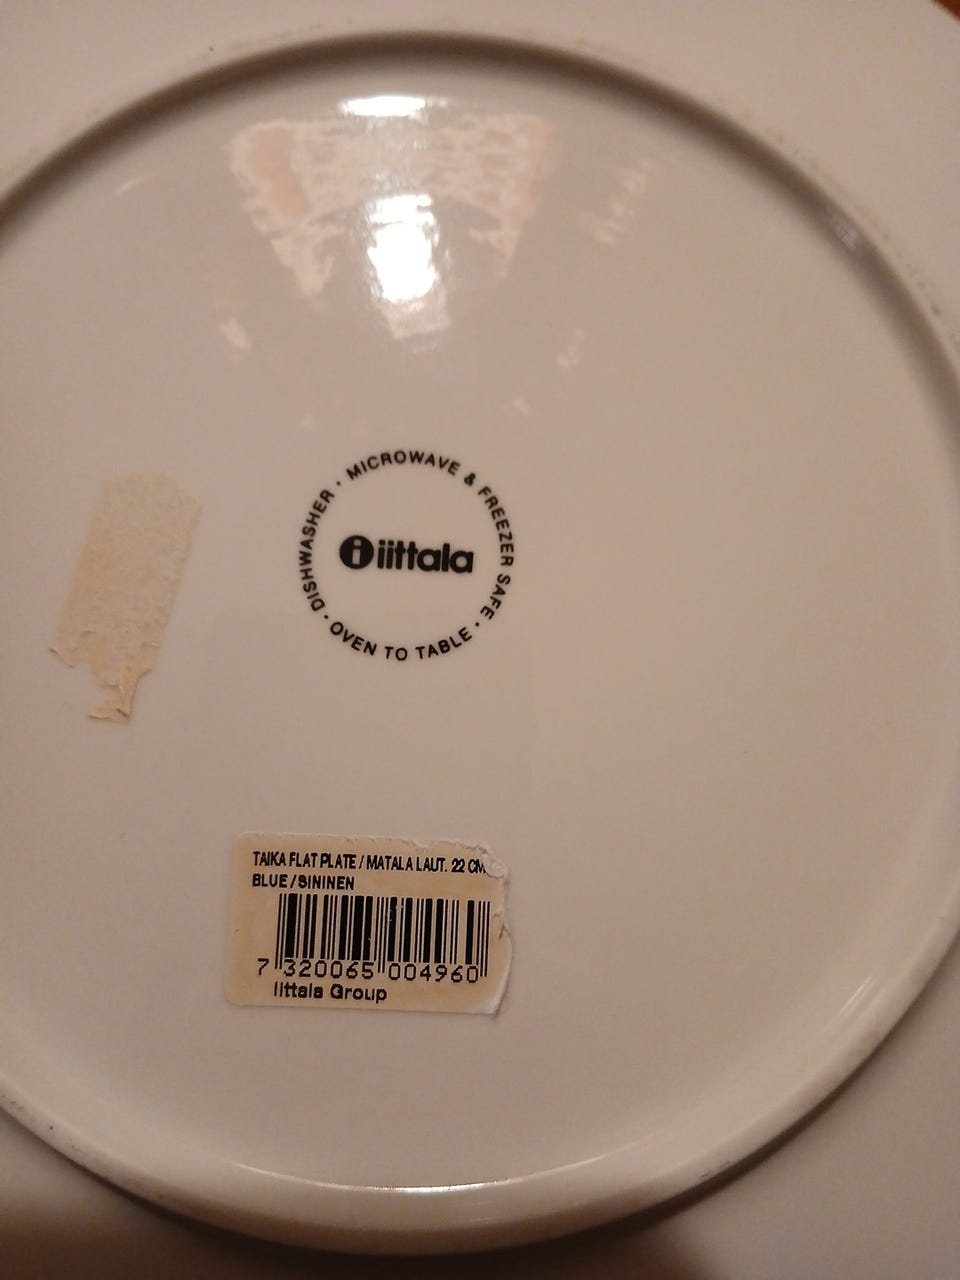 DISHWASHER · MICROWAVE & FREEZER SAFE · OVEN TO TABLE ·
i iittala
TAIKA FLAT PLATE / MATALA LAUT. 22 CM
BLUE / SININEN
7 320065 004960
Iittala Group